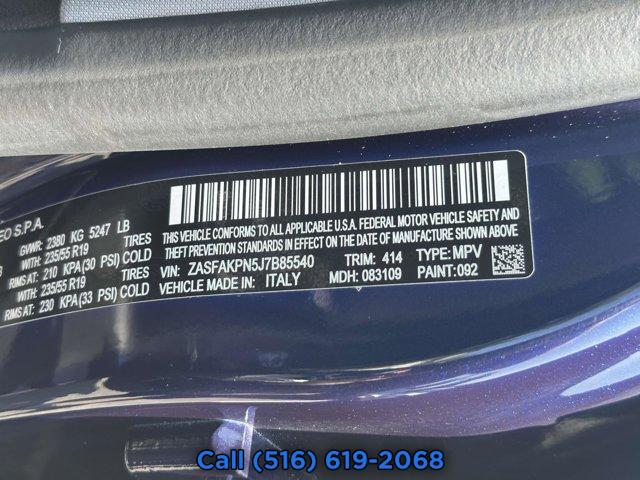 EO S.P.A.
GVWR: 2380 KG 5247 LB
WITH: 235/55 R19 TIRES
RIMS AT: 210 KPA(30 PSI) COLD
WITH: 235/55 R19 TIRES
RIMS AT: 230 KPA(33 PSI) COLD
THIS VEHICLE CONFORMS TO ALL APPLICABLE U.S.A. FEDERAL MOTOR VEHICLE SAFETY AND
THEFT PREVENTION STANDARDS IN EFFECT ON THE DATE OF MANUFACTURE SHOWN ABOVE
VIN: ZASFAKPN5J7B85540 TRIM: 414 TYPE: MPV
VEHICLE MADE IN: ITALY MDH: 083109 PAINT: 092
Call (516) 619-2068